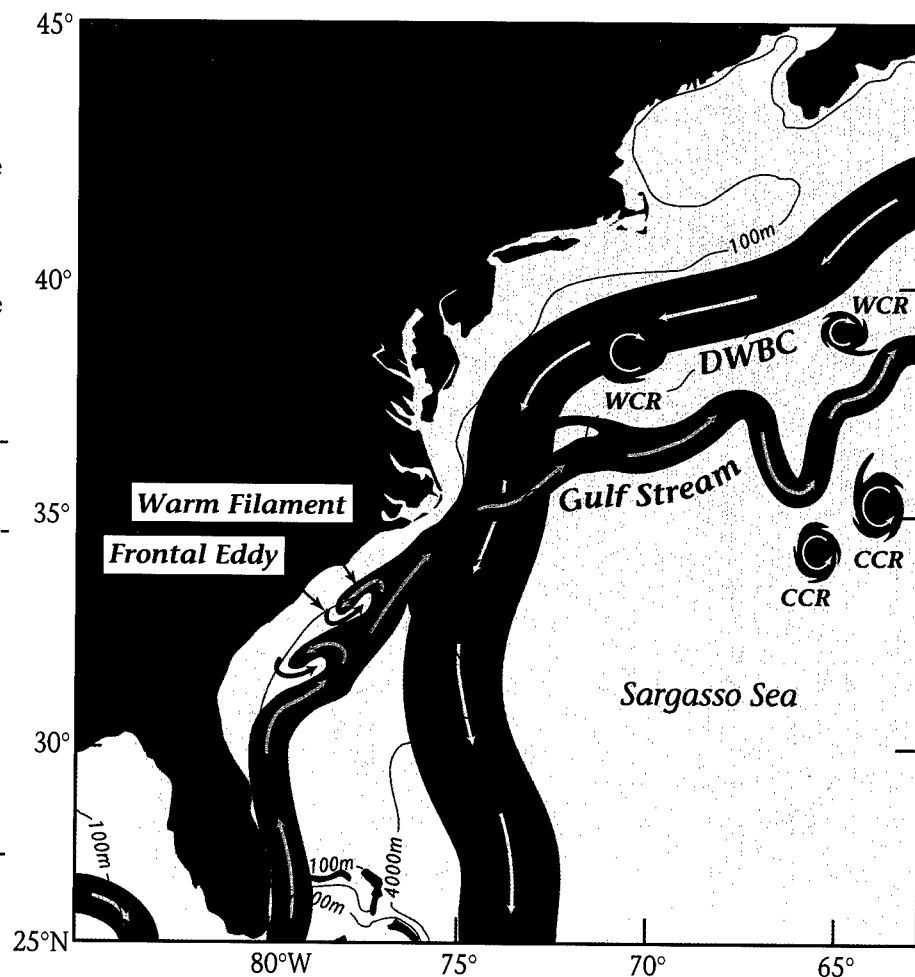 45°
100m
40°
WCR
DWBC
WCR
Gulf Stream
35°
Warm Filament
Frontal Eddy
CCR
CCR
Sargasso Sea
30°
100m
4000m
100m
25°N
80°W
75°
70°
65°